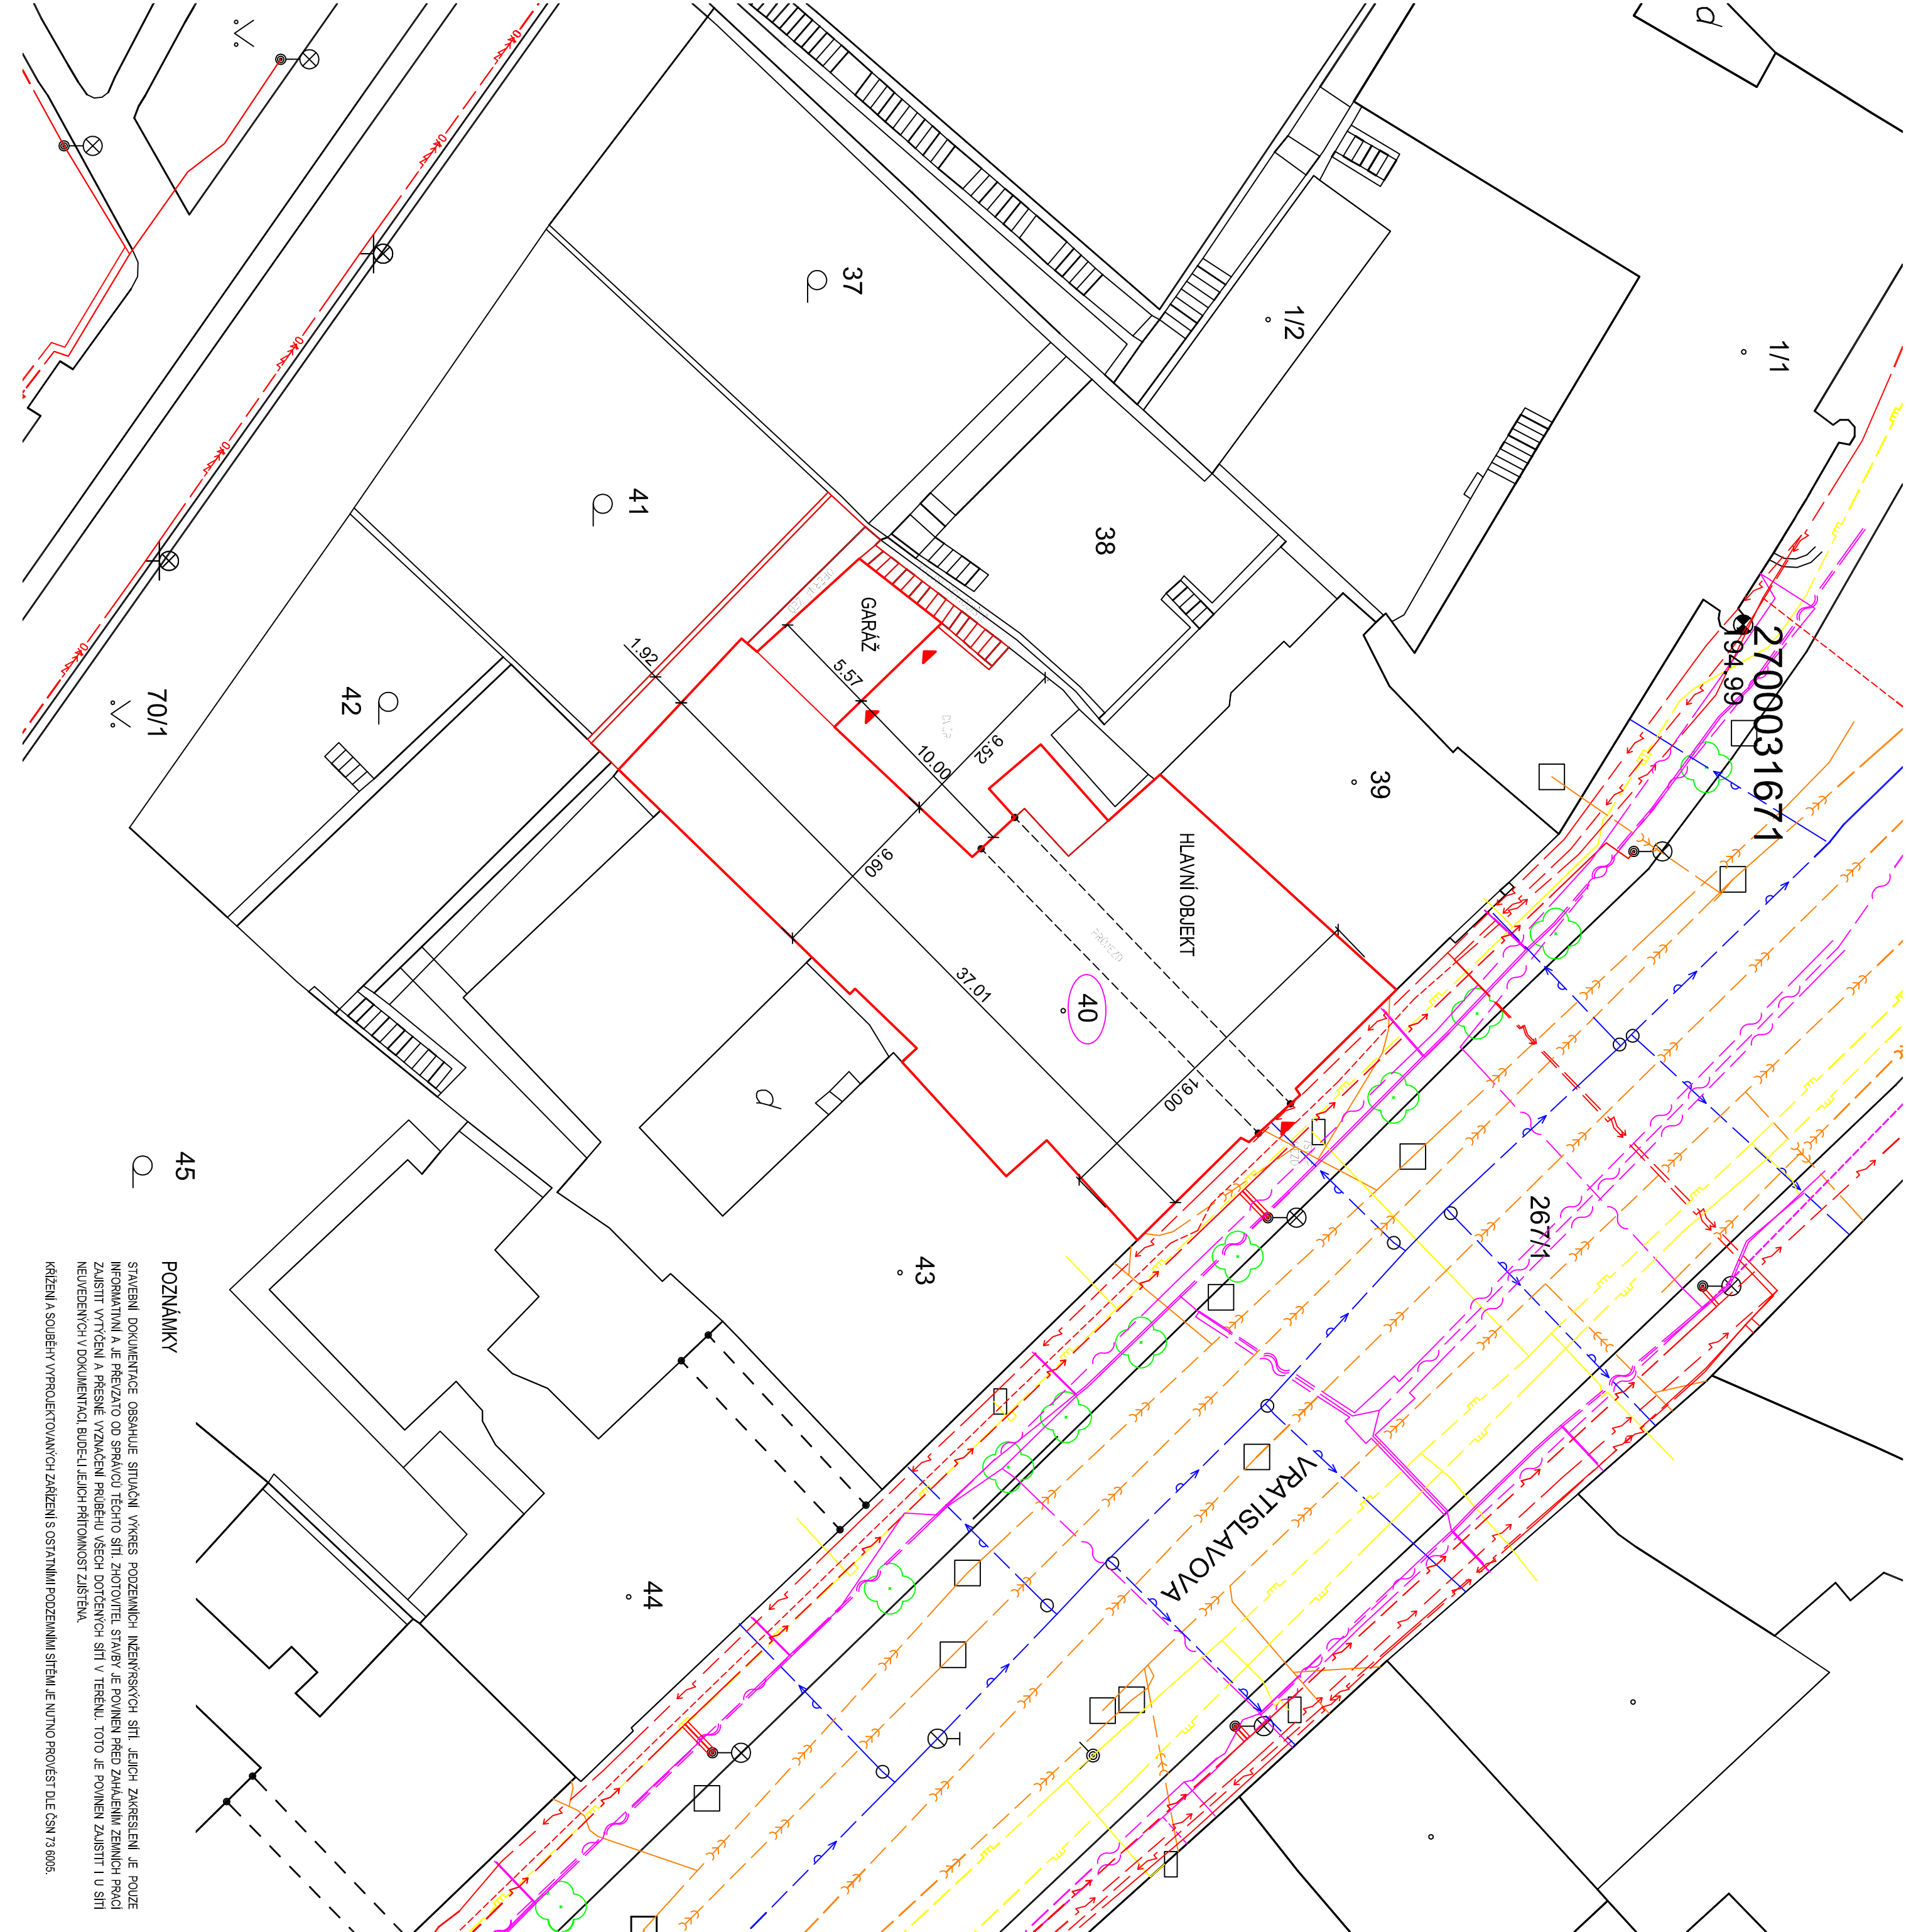 1/1
2700031671
194.99
1/2
37
38
39
41
42
70/1
GARÁŽ
DVŮR
1.92
5.57
10.00
9.52
9.60
37.01
19.00
HLAVNÍ OBJEKT
PRŮJEZD
40
267/1
VRATISLAVOVA
43
44
45
POZNÁMKY
STAVEBNÍ DOKUMENTACE OBSAHUJE SITUAČNÍ VÝKRES PODZEMNÍCH INŽENÝRSKÝCH SÍTÍ. JEJICH ZAKRESLENÍ JE POUZE
INFORMATIVNÍ A JE PŘEVZATO OD SPRÁVCŮ TĚCHTO SÍTÍ. ZHOTOVITEL STAVBY JE POVINEN PŘED ZAHÁJENÍM ZEMNÍCH PRACÍ
ZAJISTIT VYTÝČENÍ A PŘESNÉ VYZNAČENÍ PRŮBĚHU VŠECH DOTČENÝCH SÍTÍ V TERÉNU. TOTO JE POVINEN ZAJISTIT I U SÍTÍ
NEUVEDENÝCH V DOKUMENTACI, BUDE-LI JEJICH PŘÍTOMNOST ZJIŠTĚNA.
KŘÍŽENÍ A SOUBĚHY VYPROJEKTOVANÝCH ZAŘÍZENÍ S OSTATNÍMI PODZEMNÍMI SÍTĚMI JE NUTNO PROVÉST DLE ČSN 73 6005.